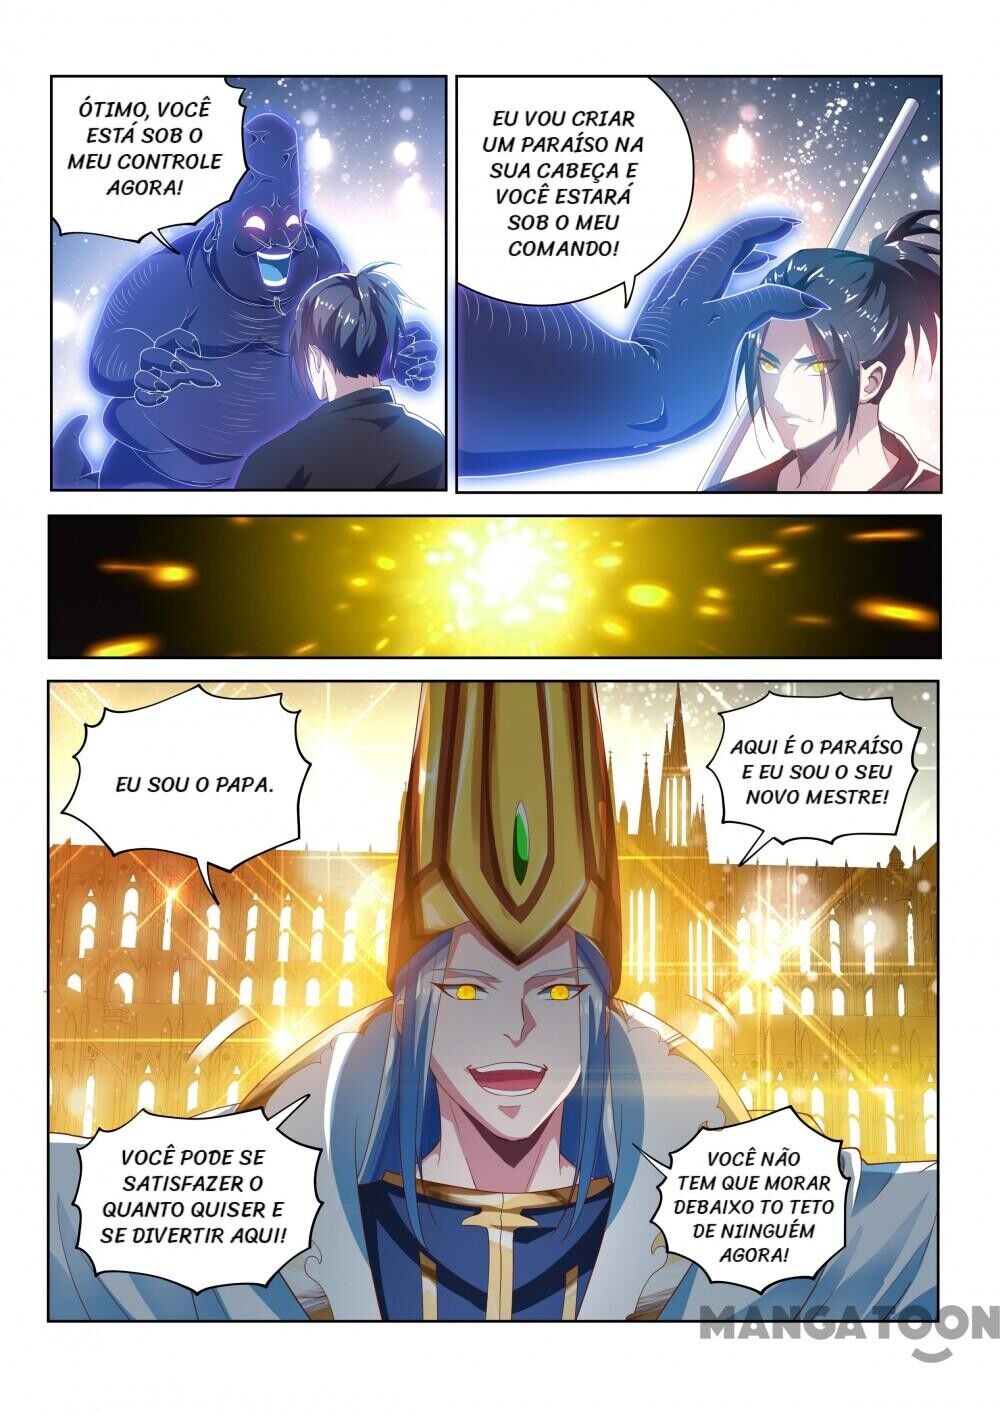 ÓTIMO, VOCÊ
ESTÁ SOB O
MEU CONTROLE
AGORA!
EU VOU CRIAR
UM PARAÍSO NA
SUA CABEÇA E
VOCÊ ESTARÁ
SOB O MEU
COMANDO!
EU SOU O PAPA.
AQUI É O PARAÍSO
E EU SOU O SEU
NOVO MESTRE!
VOCÊ PODE SE
SATISFAZER O
QUANTO QUISER E
SE DIVERTIR AQUI!
VOCÊ NÃO
TEM QUE MORAR
DEBAIXO TO TETO
DE NINGUÉM
AGORA!
MANGATOON